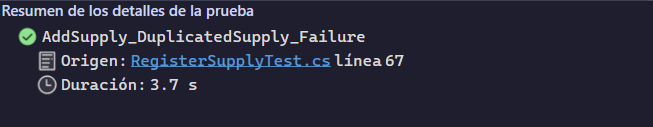 Resumen de los detalles de la prueba
AddSupply_DuplicatedSupply_Failure
Origen: RegisterSupplyTest.cs línea 67
Duración: 3.7 s